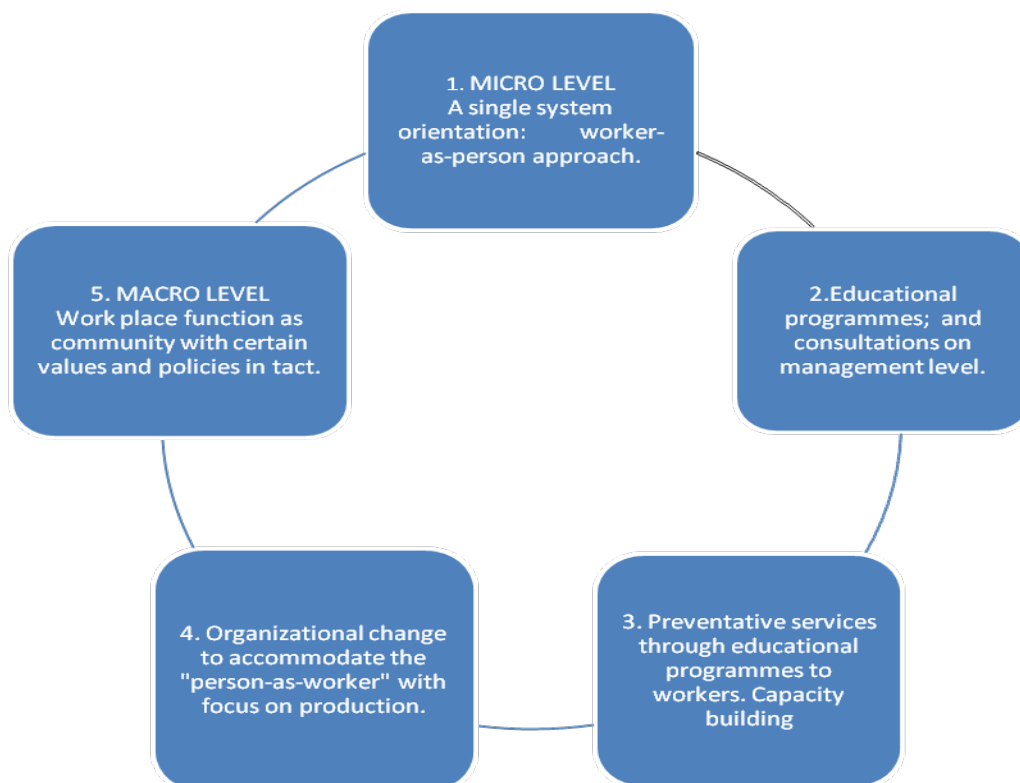 1. MICRO LEVEL
A single system
orientation: worker-
as-person approach.
2.Educational
programmes; and
consultations on
management level.
3. Preventative services
through educational
programmes to
workers. Capacity
building
4. Organizational change
to accommodate the
"person-as-worker" with
focus on production.
5. MACRO LEVEL
Work place function as
community with certain
values and policies in tact.